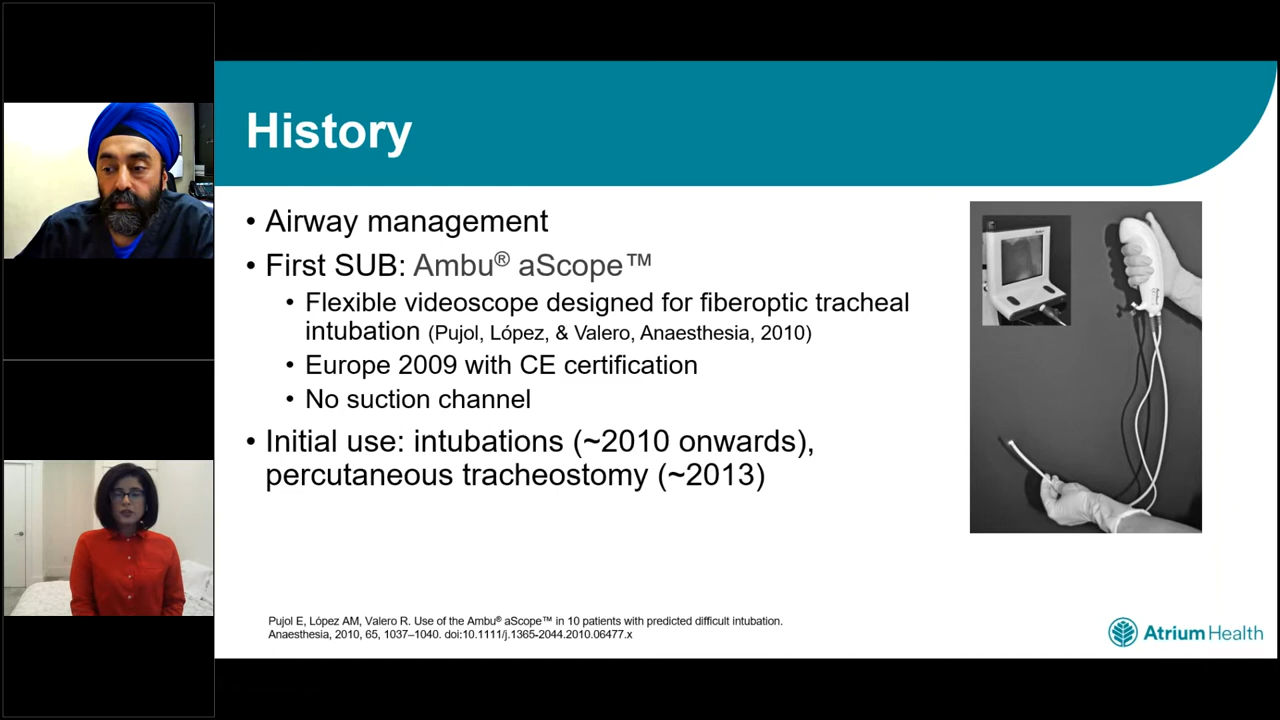 History
• Airway management
• First SUB: Ambu® aScope™
• Flexible videoscope designed for fiberoptic tracheal
intubation (Pujol, López, & Valero, Anaesthesia, 2010)
• Europe 2009 with CE certification
• No suction channel
• Initial use: intubations (~2010 onwards),
percutaneous tracheostomy (~2013)
Pujol E, López AM, Valero R. Use of the Ambu® aScope™ in 10 patients with predicted difficult intubation.
Anaesthesia, 2010, 65, 1037–1040. doi:10.1111/j.1365-2044.2010.06477.x
Atrium Health